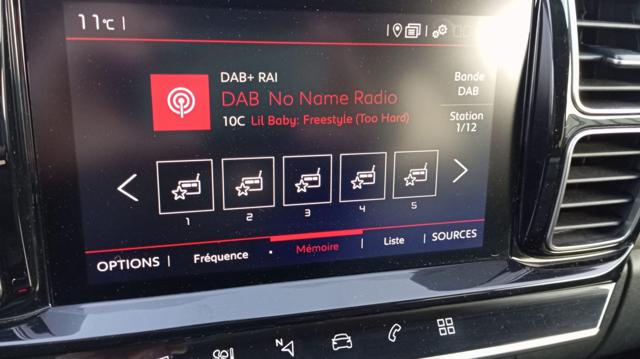 11°C
DAB+ RAI
DAB No Name Radio
10C Lil Baby: Freestyle (Too Hard)
Bande
DAB
Station
1/12
1 2 3 4 5
OPTIONS Fréquence Mémoire Liste SOURCES
N